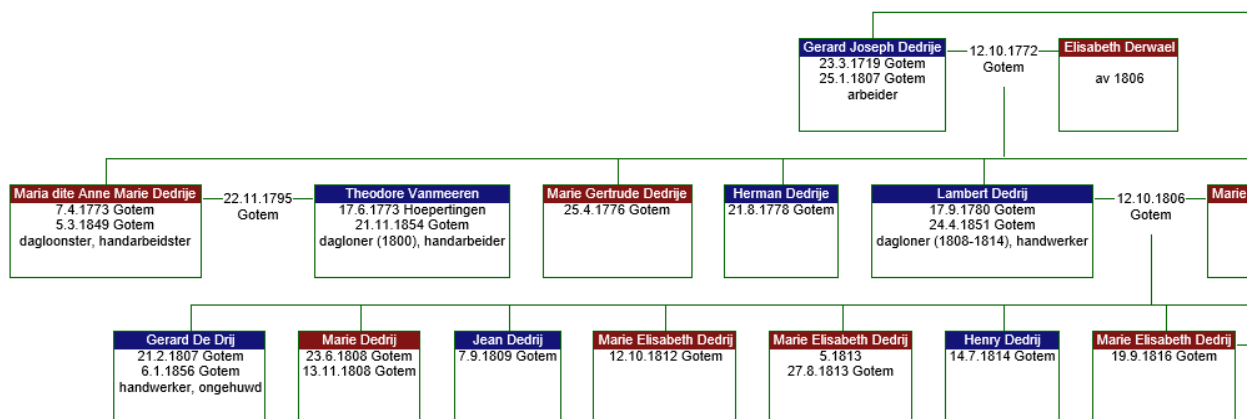 Gerard Joseph Dedrije
23.3.1719 Gotem
25.1.1807 Gotem
arbeider
12.10.1772
Gotem
Elisabeth Derwael
av 1806
Maria dite Anne Marie Dedrije
7.4.1773 Gotem
5.3.1849 Gotem
dagloonster, handarbeidster
22.11.1795
Gotem
Theodore Vanmeeren
17.6.1773 Hoepertingen
21.11.1854 Gotem
dagloner (1800), handarbeider
Marie Gertrude Dedrije
25.4.1776 Gotem
Herman Dedrije
21.8.1778 Gotem
Lambert Dedrij
17.9.1780 Gotem
24.4.1851 Gotem
dagloner (1808-1814), handwerker
12.10.1806
Gotem
Marie
Gerard De Drij
21.2.1807 Gotem
6.1.1856 Gotem
handwerker, ongehuwd
Marie Dedrij
23.6.1808 Gotem
13.11.1808 Gotem
Jean Dedrij
7.9.1809 Gotem
Marie Elisabeth Dedrij
12.10.1812 Gotem
Marie Elisabeth Dedrij
5.1813
27.8.1813 Gotem
Henry Dedrij
14.7.1814 Gotem
Marie Elisabeth Dedrij
19.9.1816 Gotem